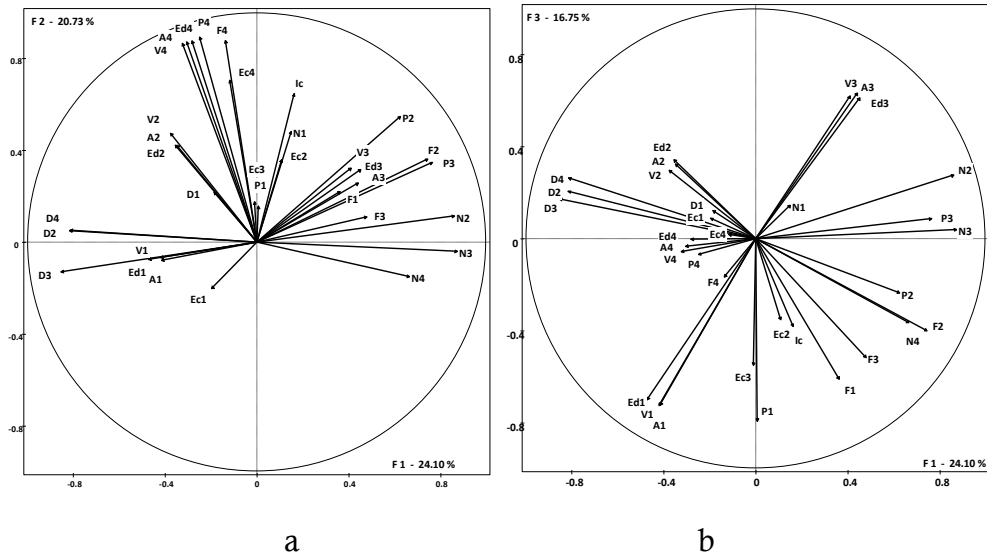 F 2 - 20.73 %
Ed4 P4 F4
A4
V4
Ec4
Ic
0.8
P2
V2
N1
A2
Ed2
V3
F2
Ec2
Ed3
P3
0.4
Ec3
A3
P1
D1
F1
D4
F3
N2
D2
0
V1
N3
D3
Ed1
A1
N4
Ec1
-0.4
-0.8
F 1 - 24.10 %
-0.8 -0.4 0 0.4 0.8
a
F 3 - 16.75 %
0.8
V3 A3
Ed3
0.4
Ed2
A2
V2
N2
D4
D2
D3
D1
N1
Ec1
P3
Ec4
N3
0
Ed4
A4
V4 P4
F4
P2
F2
N4
Ec2
Ic
-0.4
F3
Ec3
F1
Ed1
V1
P1
A1
-0.8
F 1 - 24.10 %
-0.8 -0.4 0 0.4 0.8
b